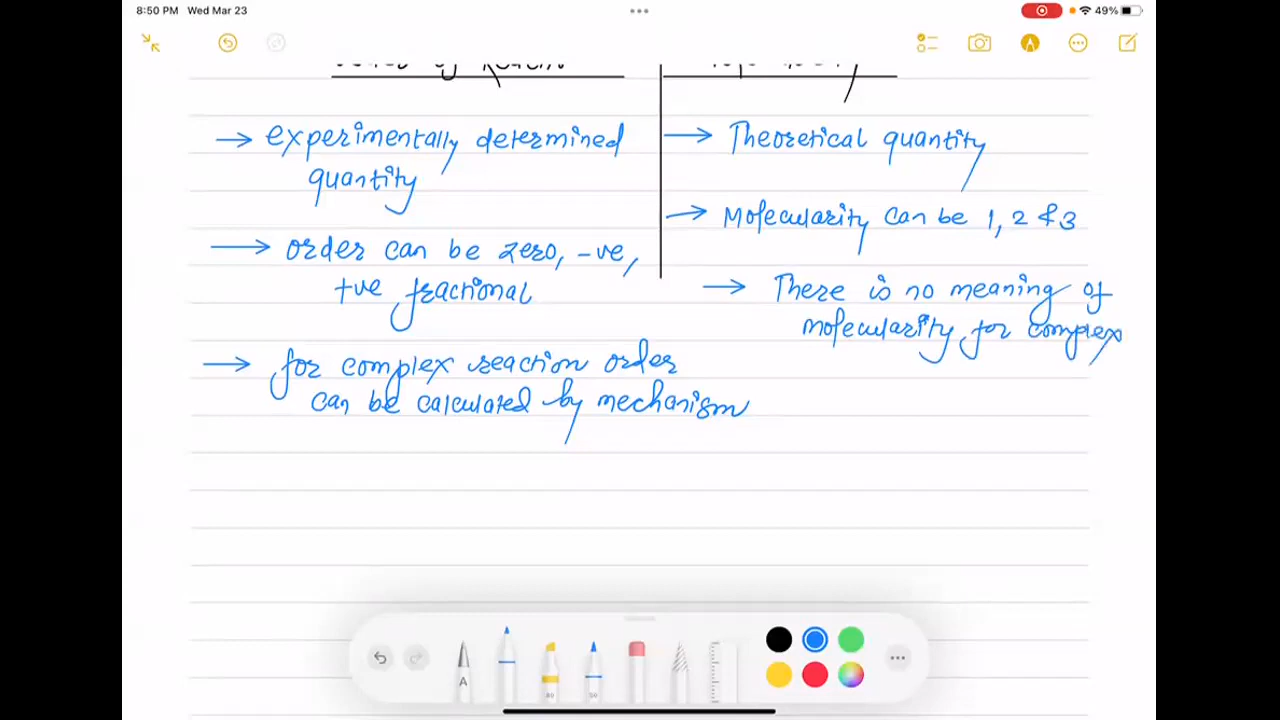 8:50 PM Wed Mar 23
49%
→ experimentally determined
quantity
→ order can be zero, -ve,
+ve fractional
→ for complex reaction order
can be calculated by mechanism
→ Theoretical quantity
→ Molecularity can be 1, 2 & 3
→ There is no meaning of
molecularity for complex
A
80
50